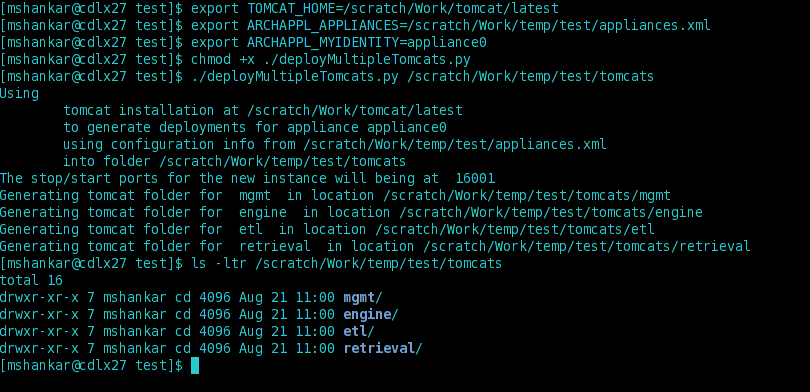 [mshankar@cdlx27 test]$ export TOMCAT_HOME=/scratch/Work/tomcat/latest
[mshankar@cdlx27 test]$ export ARCHAPPL_APPLIANCES=/scratch/Work/temp/test/appliances.xml
[mshankar@cdlx27 test]$ export ARCHAPPL_MYIDENTITY=appliance0
[mshankar@cdlx27 test]$ chmod +x ./deployMultipleTomcats.py
[mshankar@cdlx27 test]$ ./deployMultipleTomcats.py /scratch/Work/temp/test/tomcats
Using
        tomcat installation at /scratch/Work/tomcat/latest
        to generate deployments for appliance appliance0
        using configuration info from /scratch/Work/temp/test/appliances.xml
        into folder /scratch/Work/temp/test/tomcats
The stop/start ports for the new instance will being at  16001
Generating tomcat folder for  mgmt  in location /scratch/Work/temp/test/tomcats/mgmt
Generating tomcat folder for  engine  in location /scratch/Work/temp/test/tomcats/engine
Generating tomcat folder for  etl  in location /scratch/Work/temp/test/tomcats/etl
Generating tomcat folder for  retrieval  in location /scratch/Work/temp/test/tomcats/retrieval
[mshankar@cdlx27 test]$ ls -ltr /scratch/Work/temp/test/tomcats
total 16
drwxr-xr-x 7 mshankar cd 4096 Aug 21 11:00 mgmt/
drwxr-xr-x 7 mshankar cd 4096 Aug 21 11:00 engine/
drwxr-xr-x 7 mshankar cd 4096 Aug 21 11:00 etl/
drwxr-xr-x 7 mshankar cd 4096 Aug 21 11:00 retrieval/
[mshankar@cdlx27 test]$